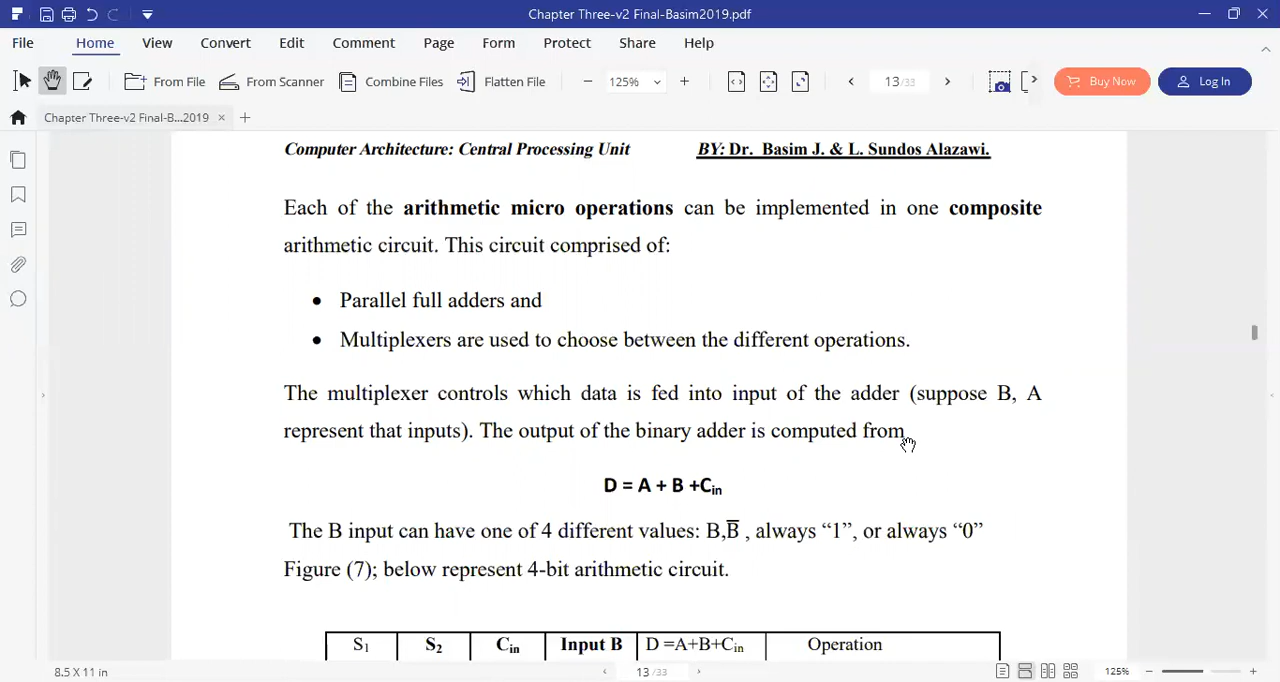 Chapter Three-v2 Final-Basim2019.pdf
File Home View Convert Edit Comment Page Form Protect Share Help
From File From Scanner Combine Files Flatten File 125% 13/33 Buy Now Log In
Chapter Three-v2 Final-B...2019
Computer Architecture: Central Processing Unit BY: Dr. Basim J. & L. Sundos Alazawi.
Each of the arithmetic micro operations can be implemented in one composite
arithmetic circuit. This circuit comprised of:
• Parallel full adders and
• Multiplexers are used to choose between the different operations.
The multiplexer controls which data is fed into input of the adder (suppose B, A
represent that inputs). The output of the binary adder is computed from
D = A + B +Cin
The B input can have one of 4 different values: B,B̅ , always “1”, or always “0”
Figure (7); below represent 4-bit arithmetic circuit.
S1 S2 Cin Input B D =A+B+Cin Operation
8.5 X 11 in 13 /33 125%